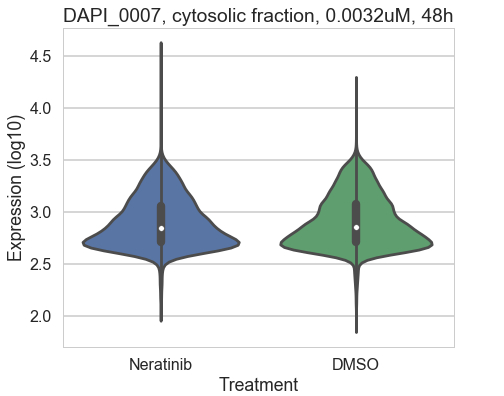 DAPI_0007, cytosolic fraction, 0.0032uM, 48h
Expression (log10)
4.5
4.0
3.5
3.0
2.5
2.0
Neratinib DMSO
Treatment